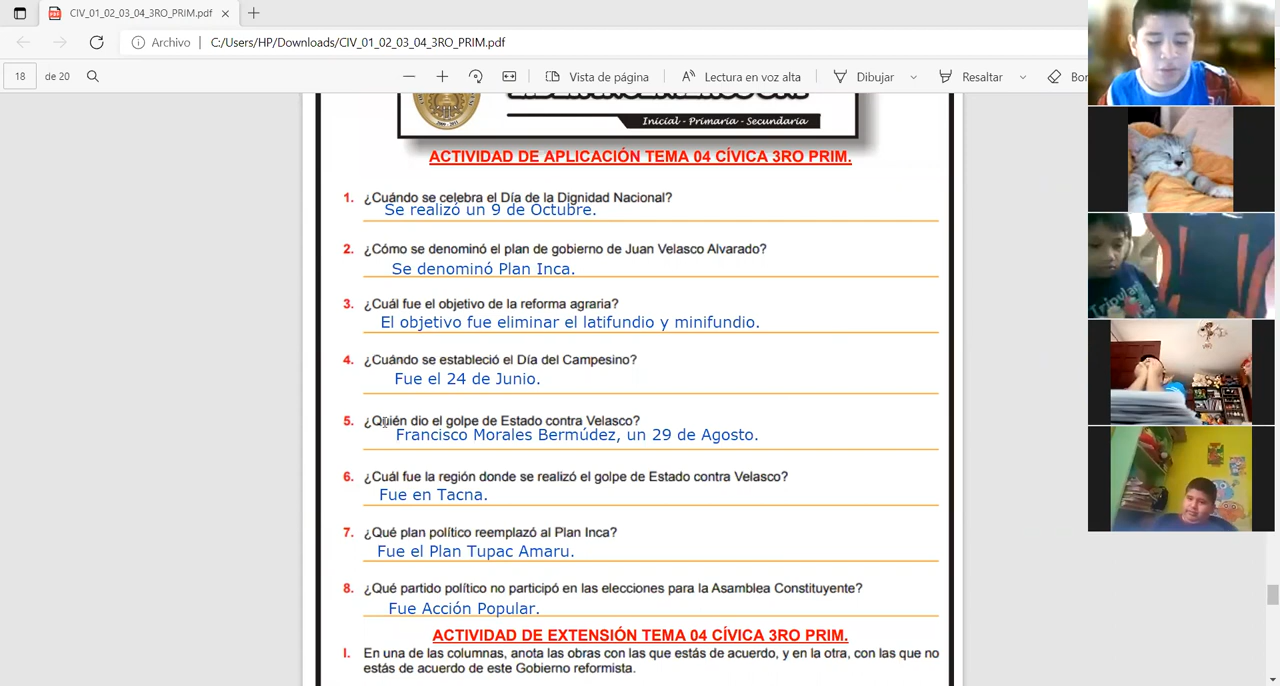 CIV_01_02_03_04_3RO_PRIM.pdf
Archivo C:/Users/HP/Downloads/CIV_01_02_03_04_3RO_PRIM.pdf
18 de 20 Vista de página Lectura en voz alta Dibujar Resaltar
Inicial - Primaria - Secundaria
ACTIVIDAD DE APLICACIÓN TEMA 04 CÍVICA 3RO PRIM.
1. ¿Cuándo se celebra el Día de la Dignidad Nacional?
Se realizó un 9 de Octubre.
2. ¿Cómo se denominó el plan de gobierno de Juan Velasco Alvarado?
Se denominó Plan Inca.
3. ¿Cuál fue el objetivo de la reforma agraria?
El objetivo fue eliminar el latifundio y minifundio.
4. ¿Cuándo se estableció el Día del Campesino?
Fue el 24 de Junio.
5. ¿Quién dio el golpe de Estado contra Velasco?
Francisco Morales Bermúdez, un 29 de Agosto.
6. ¿Cuál fue la región donde se realizó el golpe de Estado contra Velasco?
Fue en Tacna.
7. ¿Qué plan político reemplazó al Plan Inca?
Fue el Plan Tupac Amaru.
8. ¿Qué partido político no participó en las elecciones para la Asamblea Constituyente?
Fue Acción Popular.
ACTIVIDAD DE EXTENSIÓN TEMA 04 CÍVICA 3RO PRIM.
I. En una de las columnas, anota las obras con las que estás de acuerdo, y en la otra, con las que no
estás de acuerdo de este Gobierno reformista.